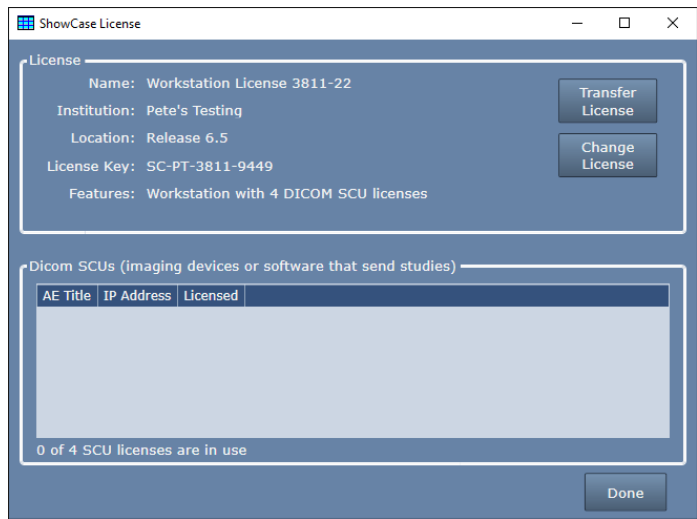 ShowCase License
License
Name: Workstation License 3811-22
Institution: Pete's Testing
Location: Release 6.5
License Key: SC-PT-3811-9449
Features: Workstation with 4 DICOM SCU licenses
Transfer
License
Change
License
Dicom SCUs (imaging devices or software that send studies)
AE Title IP Address Licensed
0 of 4 SCU licenses are in use
Done